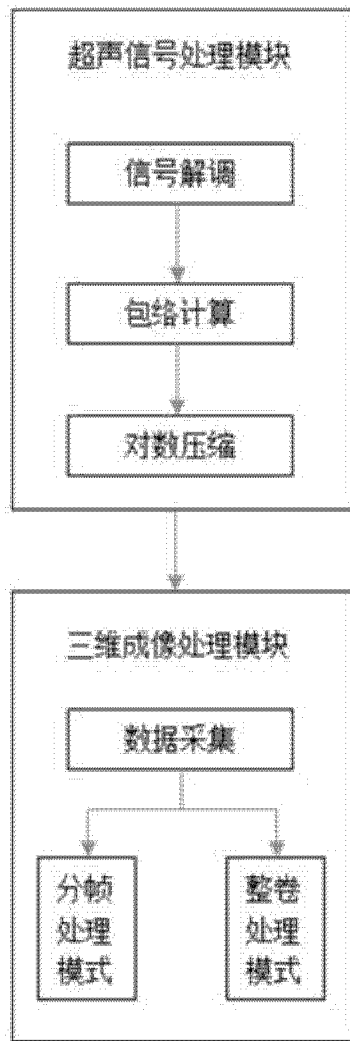 超声信号处理模块
信号解调
包络计算
对数压缩
三维成像处理模块
数据采集
分帧
处理
模式
整卷
处理
模式